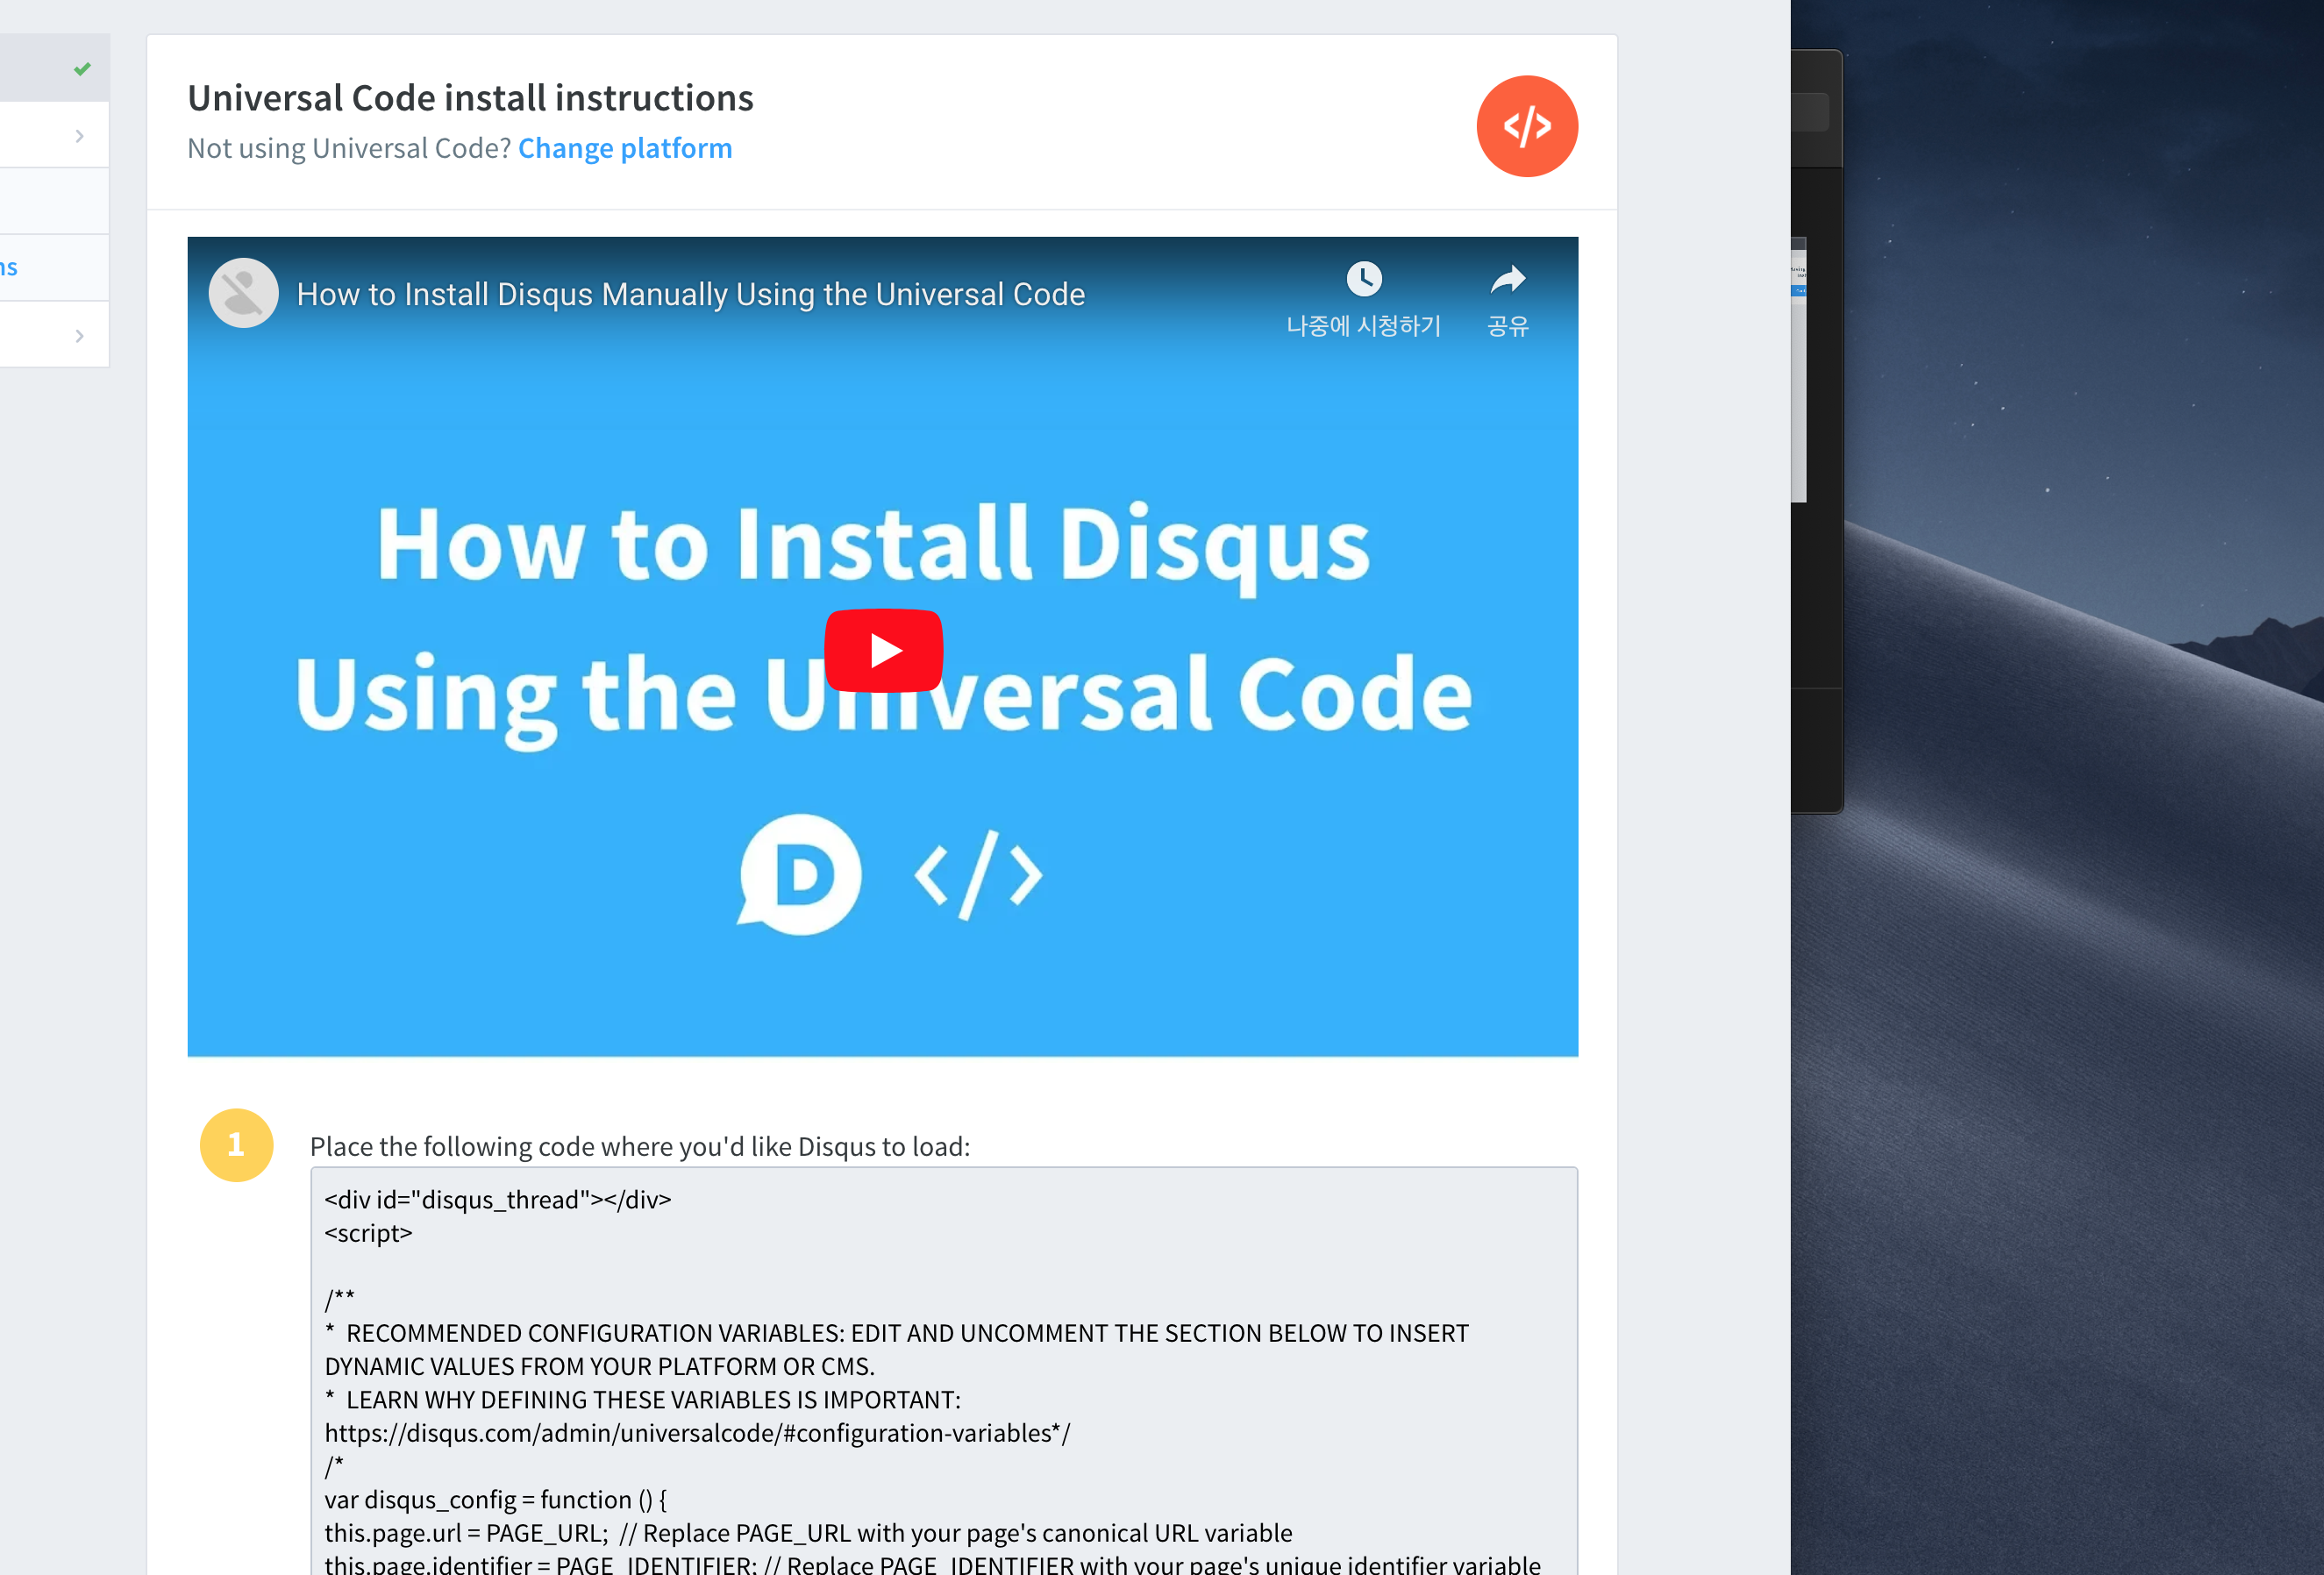 Universal Code install instructions
Not using Universal Code? Change platform
ns
How to Install Disqus Manually Using the Universal Code
나중에 시청하기
공유
How to Install Disqus
Using the Universal Code
D </>
1
Place the following code where you'd like Disqus to load:
<div id="disqus_thread"></div>
<script>
/**
*  RECOMMENDED CONFIGURATION VARIABLES: EDIT AND UNCOMMENT THE SECTION BELOW TO INSERT
DYNAMIC VALUES FROM YOUR PLATFORM OR CMS.
*  LEARN WHY DEFINING THESE VARIABLES IS IMPORTANT:
https://disqus.com/admin/universalcode/#configuration-variables*/
/*
var disqus_config = function () {
this.page.url = PAGE_URL;  // Replace PAGE_URL with your page's canonical URL variable
this.page.identifier = PAGE_IDENTIFIER; // Replace PAGE_IDENTIFIER with your page's unique identifier variable